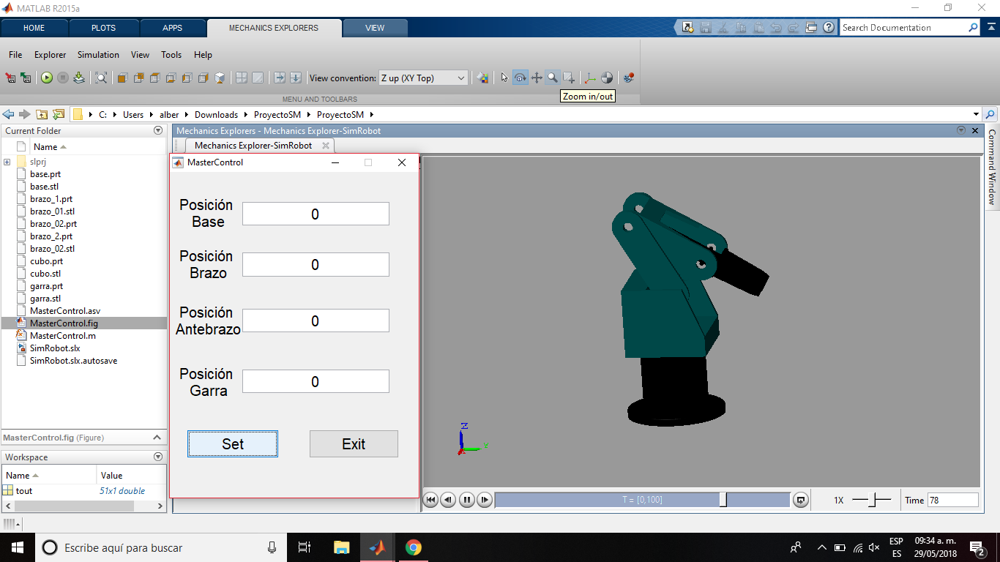 MATLAB R2015a
HOME PLOTS APPS MECHANICS EXPLORERS VIEW
Search Documentation
File Explorer Simulation View Tools Help
View convention: Z up (XY Top)
MENU AND TOOLBARS
Zoom in/out
C: Users alber Downloads ProyectoSM ProyectoSM
Current Folder
Name
slprj
base.prt
base.stl
brazo_1.prt
brazo_01.stl
brazo_02.prt
brazo_2.prt
brazo_02.stl
cubo.prt
cubo.stl
garra.prt
garra.stl
MasterControl.asv
MasterControl.fig
MasterControl.m
SimRobot.slx
SimRobot.slx.autosave
MasterControl.fig (Figure)
Workspace
Name Value
tout 51x1 double
Mechanics Explorers - Mechanics Explorer-SimRobot
Mechanics Explorer-SimRobot
MasterControl
Posición
Base
0
Posición
Brazo
0
Posición
Antebrazo
0
Posición
Garra
0
Set Exit
Z
Y
T = [0,100]
1X
Time 78
Command Window
Escribe aquí para buscar
ESP
ES
09:34 a. m.
29/05/2018
2